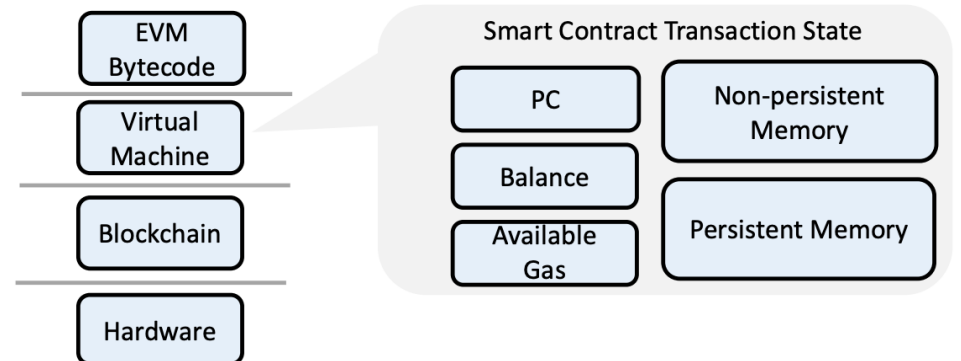 EVM
Bytecode
Virtual
Machine
Blockchain
Hardware
Smart Contract Transaction State
PC
Balance
Available
Gas
Non-persistent
Memory
Persistent Memory